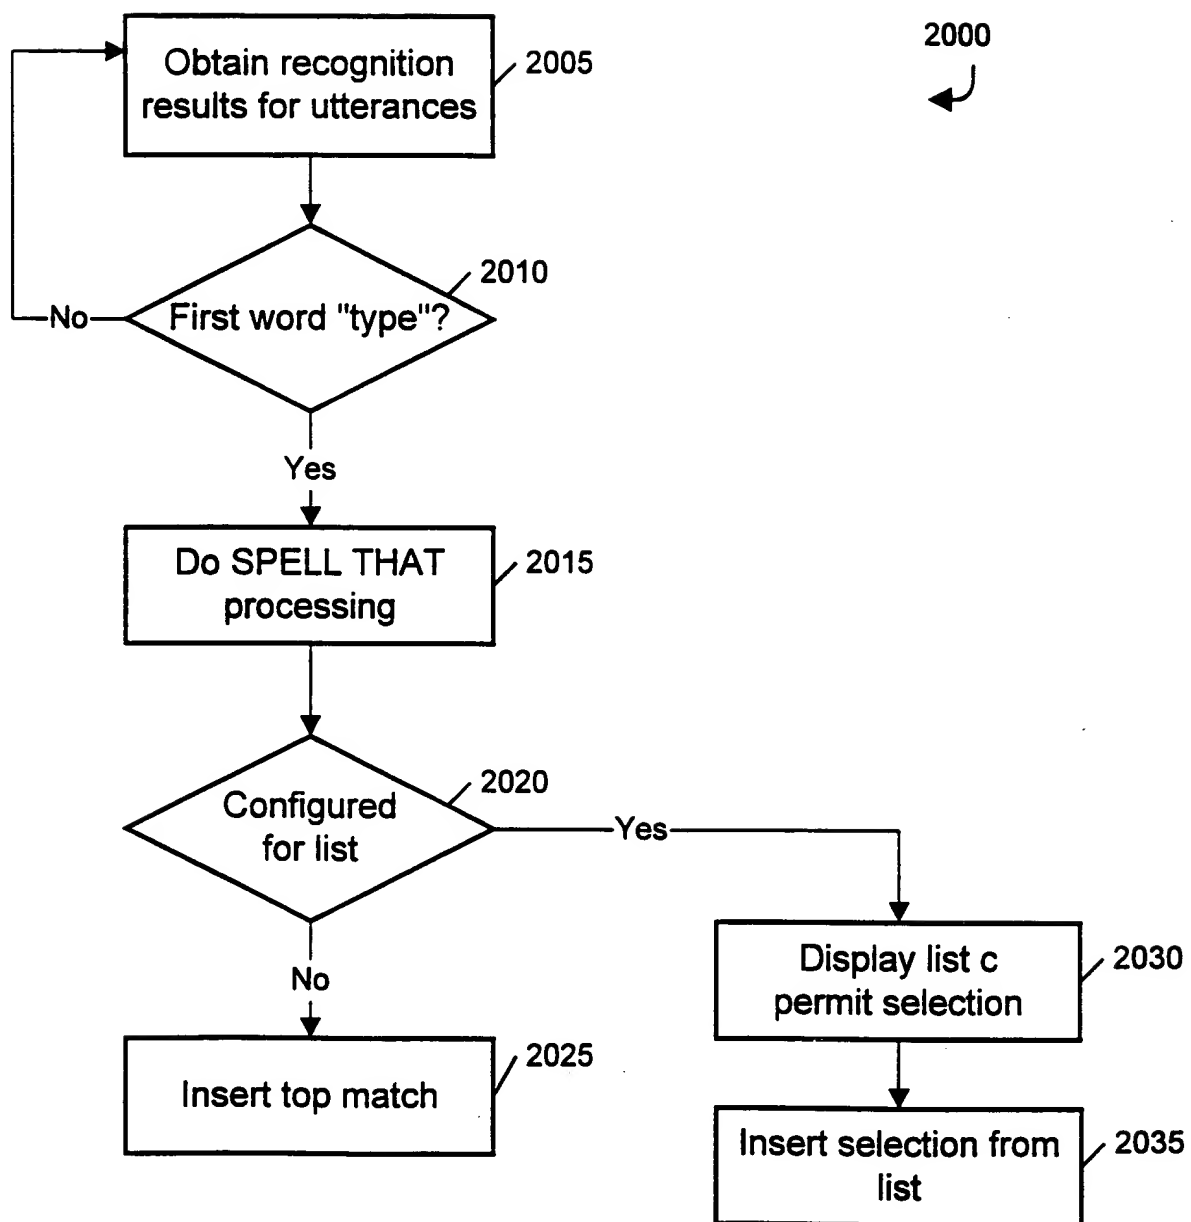 2000
Obtain recognition
results for utterances
2005
First word "type"?
2010
No
Yes
Do SPELL THAT
processing
2015
Configured
for list
2020
Yes
No
Display list c
permit selection
2030
Insert top match
2025
Insert selection from
list
2035